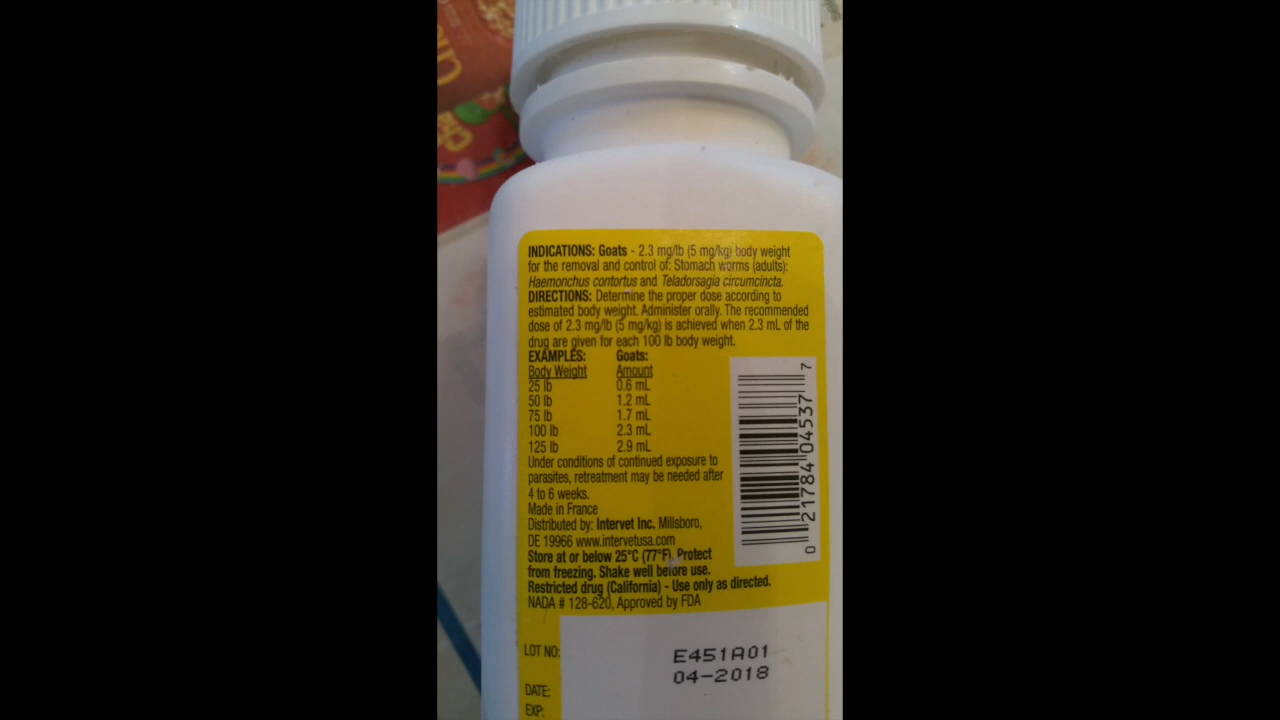 INDICATIONS: Goats - 2.3 mg/lb (5 mg/kg) body weight
for the removal and control of: Stomach worms (adults):
Haemonchus contortus and Teladorsagia circumcincta.
DIRECTIONS: Determine the proper dose according to
estimated body weight. Administer orally. The recommended
dose of 2.3 mg/lb (5 mg/kg) is achieved when 2.3 mL of the
drug are given for each 100 lb body weight.
EXAMPLES: Goats:
Body Weight Amount
25 lb 0.6 mL
50 lb 1.2 mL
75 lb 1.7 mL
100 lb 2.3 mL
125 lb 2.9 mL
Under conditions of continued exposure to
parasites, retreatment may be needed after
4 to 6 weeks.
Made in France
Distributed by: Intervet Inc. Millsboro,
DE 19966 www.intervetusa.com
Store at or below 25°C (77°F). Protect
from freezing. Shake well before use.
Restricted drug (California) - Use only as directed.
NADA # 128-620, Approved by FDA
0 21784 04537 7
LOT NO: E451A01
04-2018
DATE:
EXP: